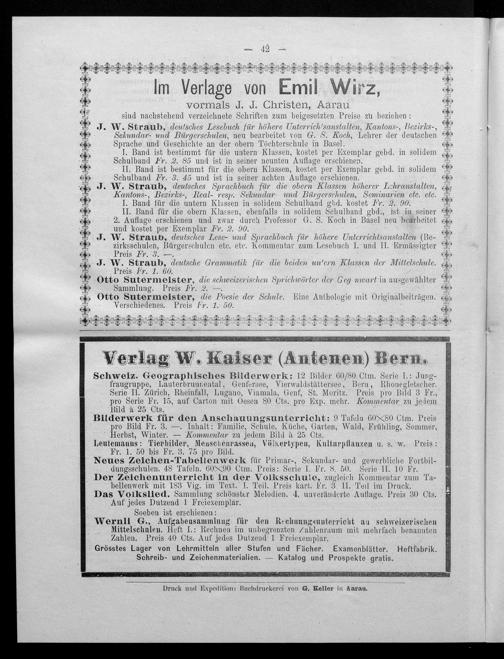 — 42 —
Im Verlage von Emil Wirz,
vormals J. J. Christen, Aarau
sind nachstehend verzeichnete Schriften zum beigesetzten Preise zu beziehen:
J. W. Straub, deutsches Lesebuch für höhere Unterrichtsanstalten, Kantons-, Bezirks-,
Sekundar- und Bürgerschulen, neu bearbeitet von G. S. Koch, Lehrer der deutschen
Sprache und Geschichte an der obern Töchterschule in Basel.
I. Band ist bestimmt für die untern Klassen, kostet per Exemplar gebd. in solidem
Schulband Fr. 2. 85 und ist in seiner neunten Auflage erschienen.
II. Band ist bestimmt für die obern Klassen, kostet per Exemplar gebd. in solidem
Schulband Fr. 3. 45 und ist in seiner achten Auflage erschienen.
J. W. Straub, deutsches Sprachbuch für die obern Klassen höherer Lehranstalten,
Kantons-, Bezirks-, Real- resp. Sekundar- und Bürgerschulen, Seminarien etc. etc.
I. Band für die untern Klassen in solidem Schulband gbd. kostet Fr. 2. 90.
II. Band für die obern Klassen, ebenfalls in solidem Schulband gbd., ist in seiner
2. Auflage erschienen und zwar durch Professor G. S. Koch in Basel neu bearbeitet
und kostet per Exemplar Fr. 2. 90.
J. W. Straub, deutsches Lese- und Sprachbuch für höhere Unterrichtsanstalten (Be-
zirksschulen, Bürgerschulen etc. etc. Kommentar zum Lesebuch I. und II. Ermässigter
Preis Fr. 3. —.
J. W. Straub, deutsche Grammatik für die beiden untern Klassen der Mittelschule.
Preis Fr. 1. 60.
Otto Sutermeister, die schweizerischen Sprichwörter der Gegenwart in ausgewählter
Sammlung. Preis Fr. 2. —.
Otto Sutermeister, die Poesie der Schule. Eine Anthologie mit Originalbeiträgen.
Verschiedenes. Preis Fr. 1. 50.
Verlag W. Kaiser (Antenen) Bern.
Schweiz. Geographisches Bilderwerk: 12 Bilder 60/80 Ctm. Serie I.: Jung-
fraugruppe, Lauterbrunnental, Genfersee, Vierwaldstättersee, Bern, Rhonegletscher.
Serie II. Zürich, Rheinfall, Lugano, Viamala, Genf, St. Moritz. Preis pro Bild 3 Fr.,
pro Serie Fr. 15, auf Carton mit Oesen 80 Cts. pro Exp. mehr. Kommentar zu jedem
Bild à 25 Cts.
Bilderwerk für den Anschauungsunterricht: 9 Tafeln 60×80 Ctm. Preis
pro Bild Fr. 3. —. Inhalt: Familie, Schule, Küche, Garten, Wald, Frühling, Sommer,
Herbst, Winter. — Kommentar zu jedem Bild à 25 Cts.
Leutemanns: Tierbilder, Menschenrassen, Völkertypen, Kulturpflanzen u. s. w. Preis:
Fr. 1. 50 bis Fr. 3. 75 pro Bild.
Neues Zeichen-Tabellenwerk für Primar-, Sekundar- und gewerbliche Fortbil-
dungsschulen. 48 Tafeln. 60×90 Ctm. Preis: Serie I. Fr. 8. 50. Serie II. 10 Fr.
Der Zeichenunterricht in der Volksschule, zugleich Kommentar zum Ta-
bellenwerk mit 183 Vig. im Text. I. Teil. Preis kart. Fr. 3. II. Teil im Druck.
Das Volkslied. Sammlung schönster Melodien. 4. unveränderte Auflage. Preis 30 Cts.
Auf jedes Dutzend 1 Freiexemplar.
Soeben ist erschienen:
Wernli G., Aufgabensammlung für den Rechnungsunterricht an schweizerischen
Mittelschulen. Heft I.: Rechnen im unbegrenzten Zahlenraum mit mehrfach benannten
Zahlen. Preis 40 Cts. Auf jedes Dutzend 1 Freiexemplar.
Grösstes Lager von Lehrmitteln aller Stufen und Fächer. Examenblätter. Heftfabrik.
Schreib- und Zeichenmaterialien. — Katalog und Prospekte gratis.
Druck und Expedition: Buchdruckerei von G. Keller in Aarau.